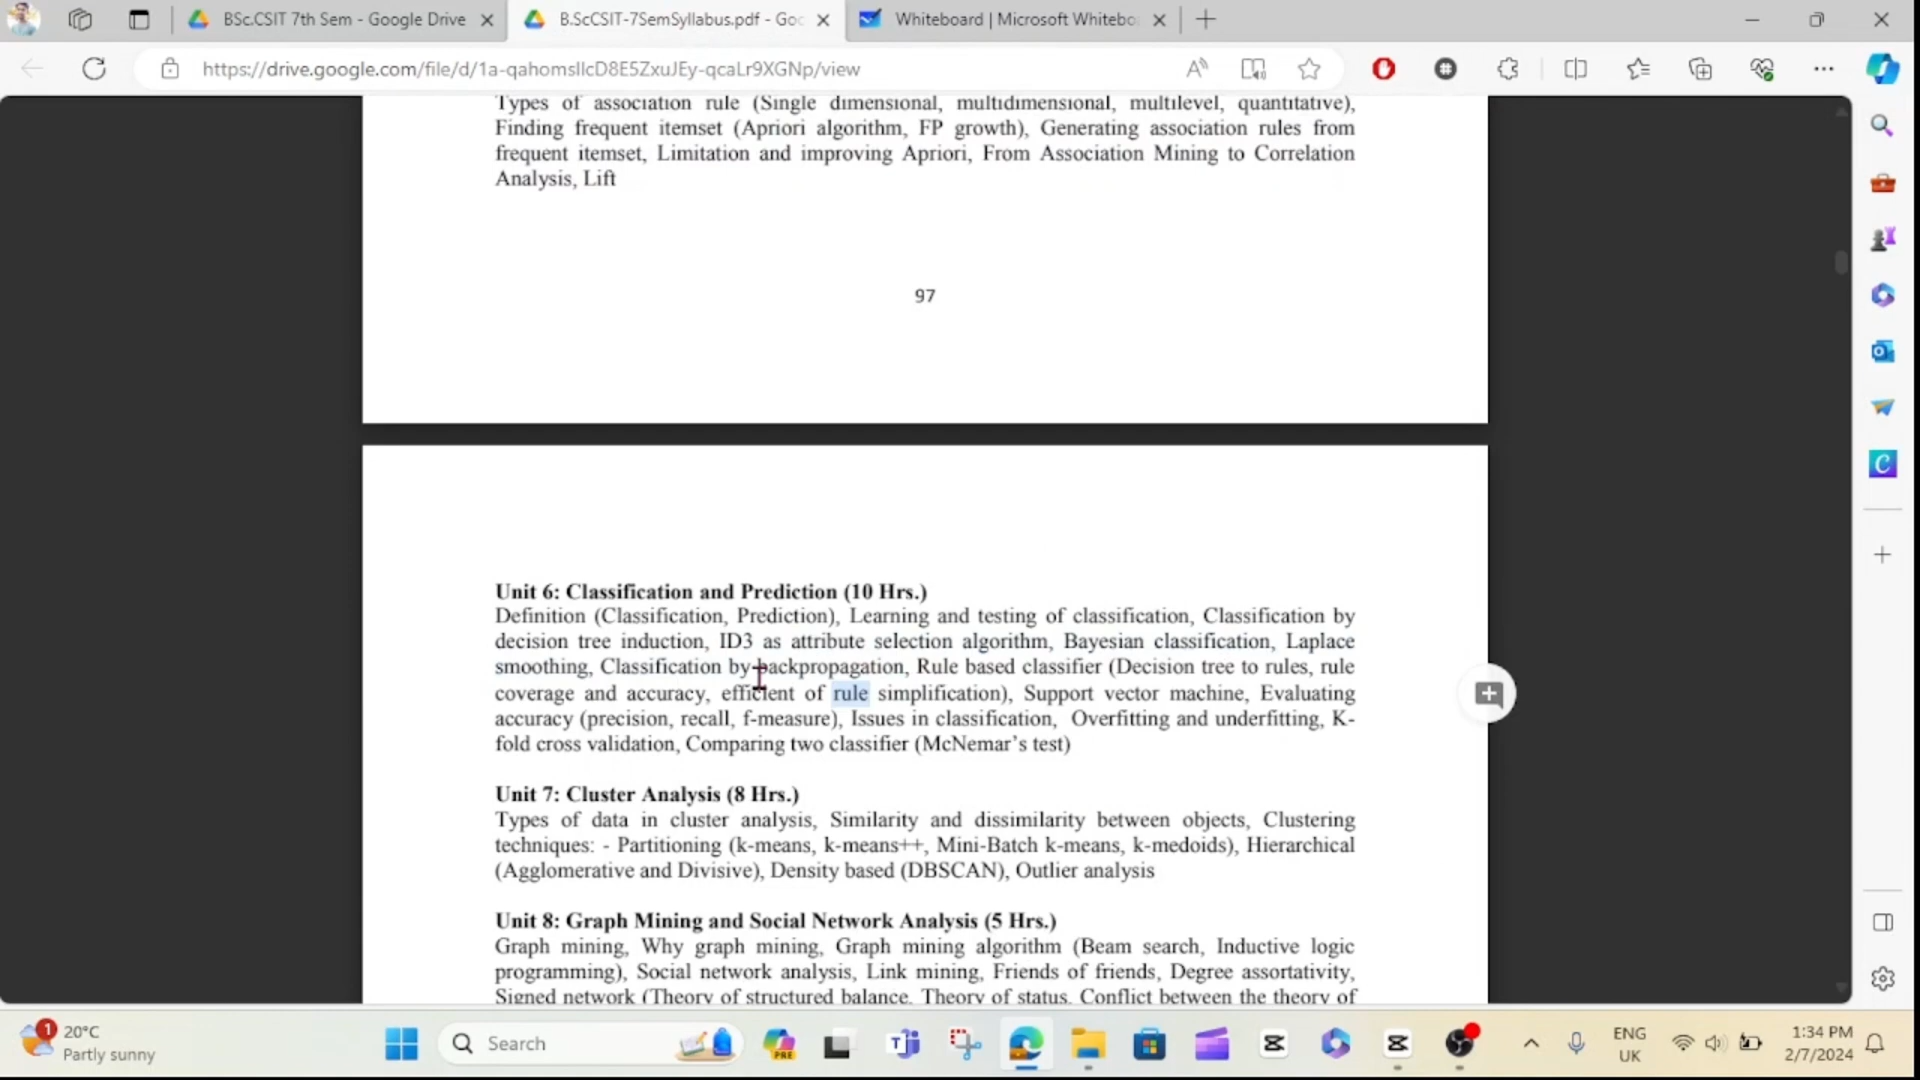 BSc.CSIT 7th Sem - Google Drive
B.ScCSIT-7SemSyllabus.pdf - Goo
Whiteboard | Microsoft Whitebo
https://drive.google.com/file/d/1a-qahomsIlcD8E5ZxuJEy-qcaLr9XGNp/view
Types of association rule (Single dimensional, multidimensional, multilevel, quantitative),
Finding frequent itemset (Apriori algorithm, FP growth), Generating association rules from
frequent itemset, Limitation and improving Apriori, From Association Mining to Correlation
Analysis, Lift
97
Unit 6: Classification and Prediction (10 Hrs.)
Definition (Classification, Prediction), Learning and testing of classification, Classification by
decision tree induction, ID3 as attribute selection algorithm, Bayesian classification, Laplace
smoothing, Classification by backpropagation, Rule based classifier (Decision tree to rules, rule
coverage and accuracy, efficient of rule simplification), Support vector machine, Evaluating
accuracy (precision, recall, f-measure), Issues in classification, Overfitting and underfitting, K-
fold cross validation, Comparing two classifier (McNemar's test)
Unit 7: Cluster Analysis (8 Hrs.)
Types of data in cluster analysis, Similarity and dissimilarity between objects, Clustering
techniques: - Partitioning (k-means, k-means++, Mini-Batch k-means, k-medoids), Hierarchical
(Agglomerative and Divisive), Density based (DBSCAN), Outlier analysis
Unit 8: Graph Mining and Social Network Analysis (5 Hrs.)
Graph mining, Why graph mining, Graph mining algorithm (Beam search, Inductive logic
programming), Social network analysis, Link mining, Friends of friends, Degree assortativity,
Signed network (Theory of structured balance, Theory of status, Conflict between the theory of
1
20°C
Partly sunny
Search
PRE
ENG
UK
1:34 PM
2/7/2024